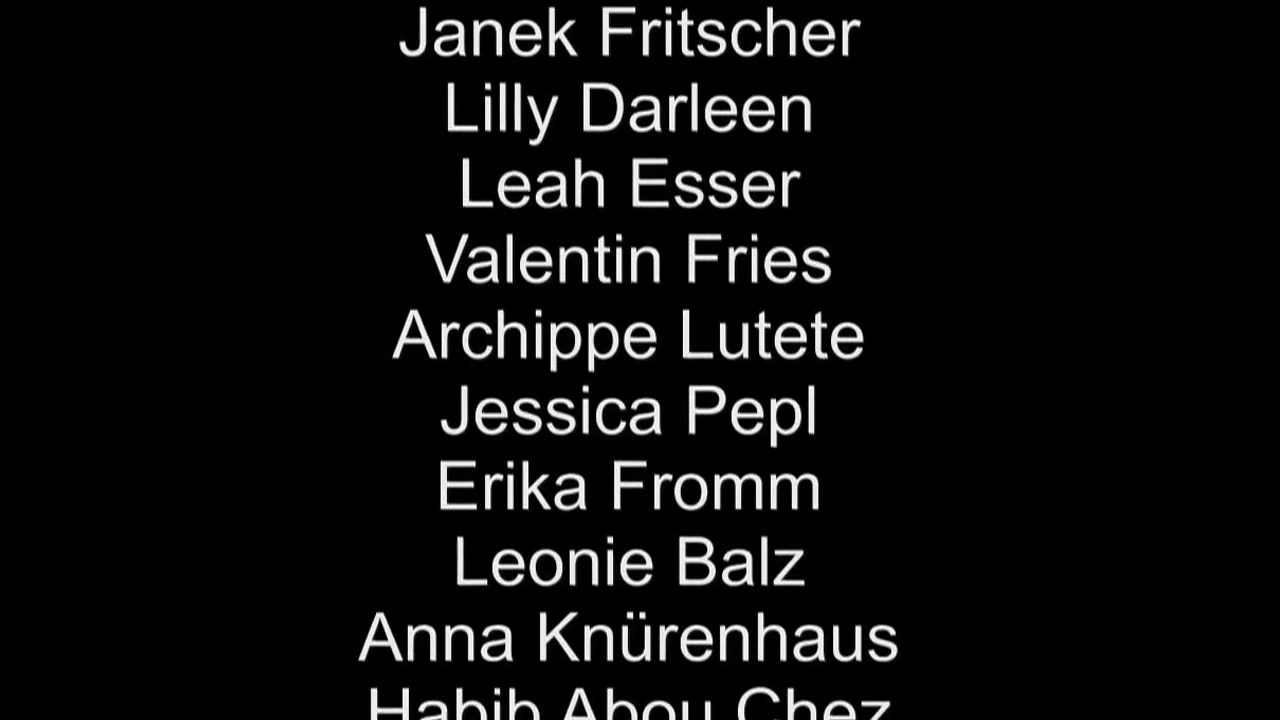 Janek Fritscher
Lilly Darleen
Leah Esser
Valentin Fries
Archippe Lutete
Jessica Pepl
Erika Fromm
Leonie Balz
Anna Knürenhaus
Habib Abou Chez